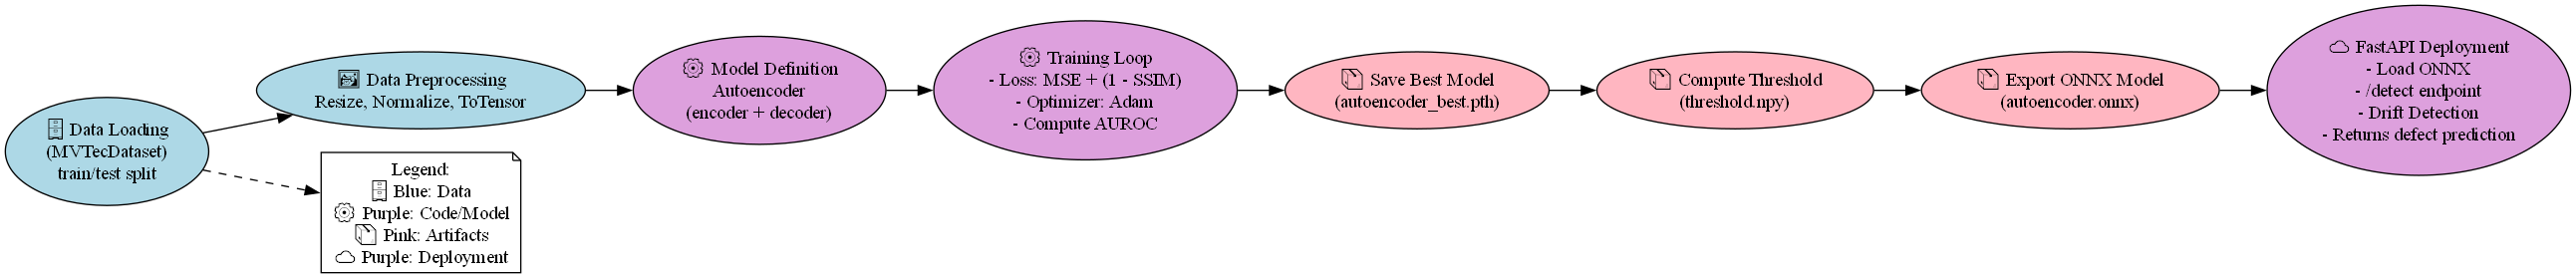 Data Loading
(MVTecDataset)
train/test split
Data Preprocessing
Resize, Normalize, ToTensor
Legend:
Blue: Data
Purple: Code/Model
Pink: Artifacts
Purple: Deployment
Model Definition
Autoencoder
(encoder + decoder)
Training Loop
- Loss: MSE + (1 - SSIM)
- Optimizer: Adam
- Compute AUROC
Save Best Model
(autoencoder_best.pth)
Compute Threshold
(threshold.npy)
Export ONNX Model
(autoencoder.onnx)
FastAPI Deployment
- Load ONNX
- /detect endpoint
- Drift Detection
- Returns defect prediction